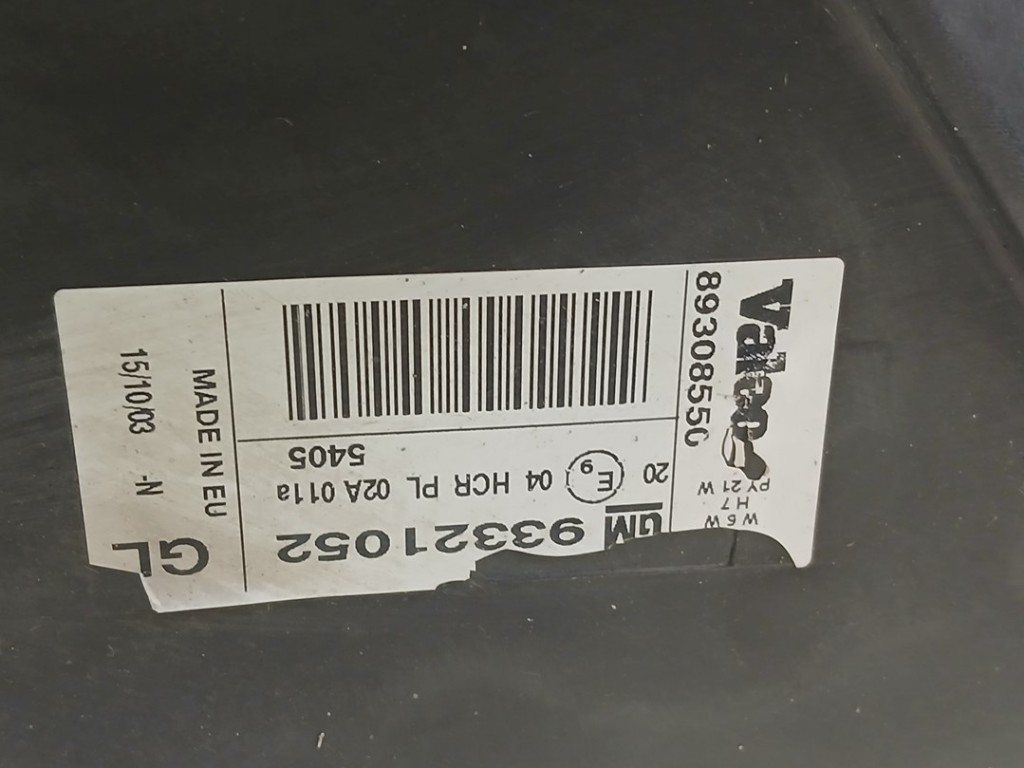 Valeo
89308550
W 5 W
H 7
PY 21 W
GM 93321052
20 E9 04 HCR PL 02A 011a
5405
GL
MADE IN EU
15/10/03 -N